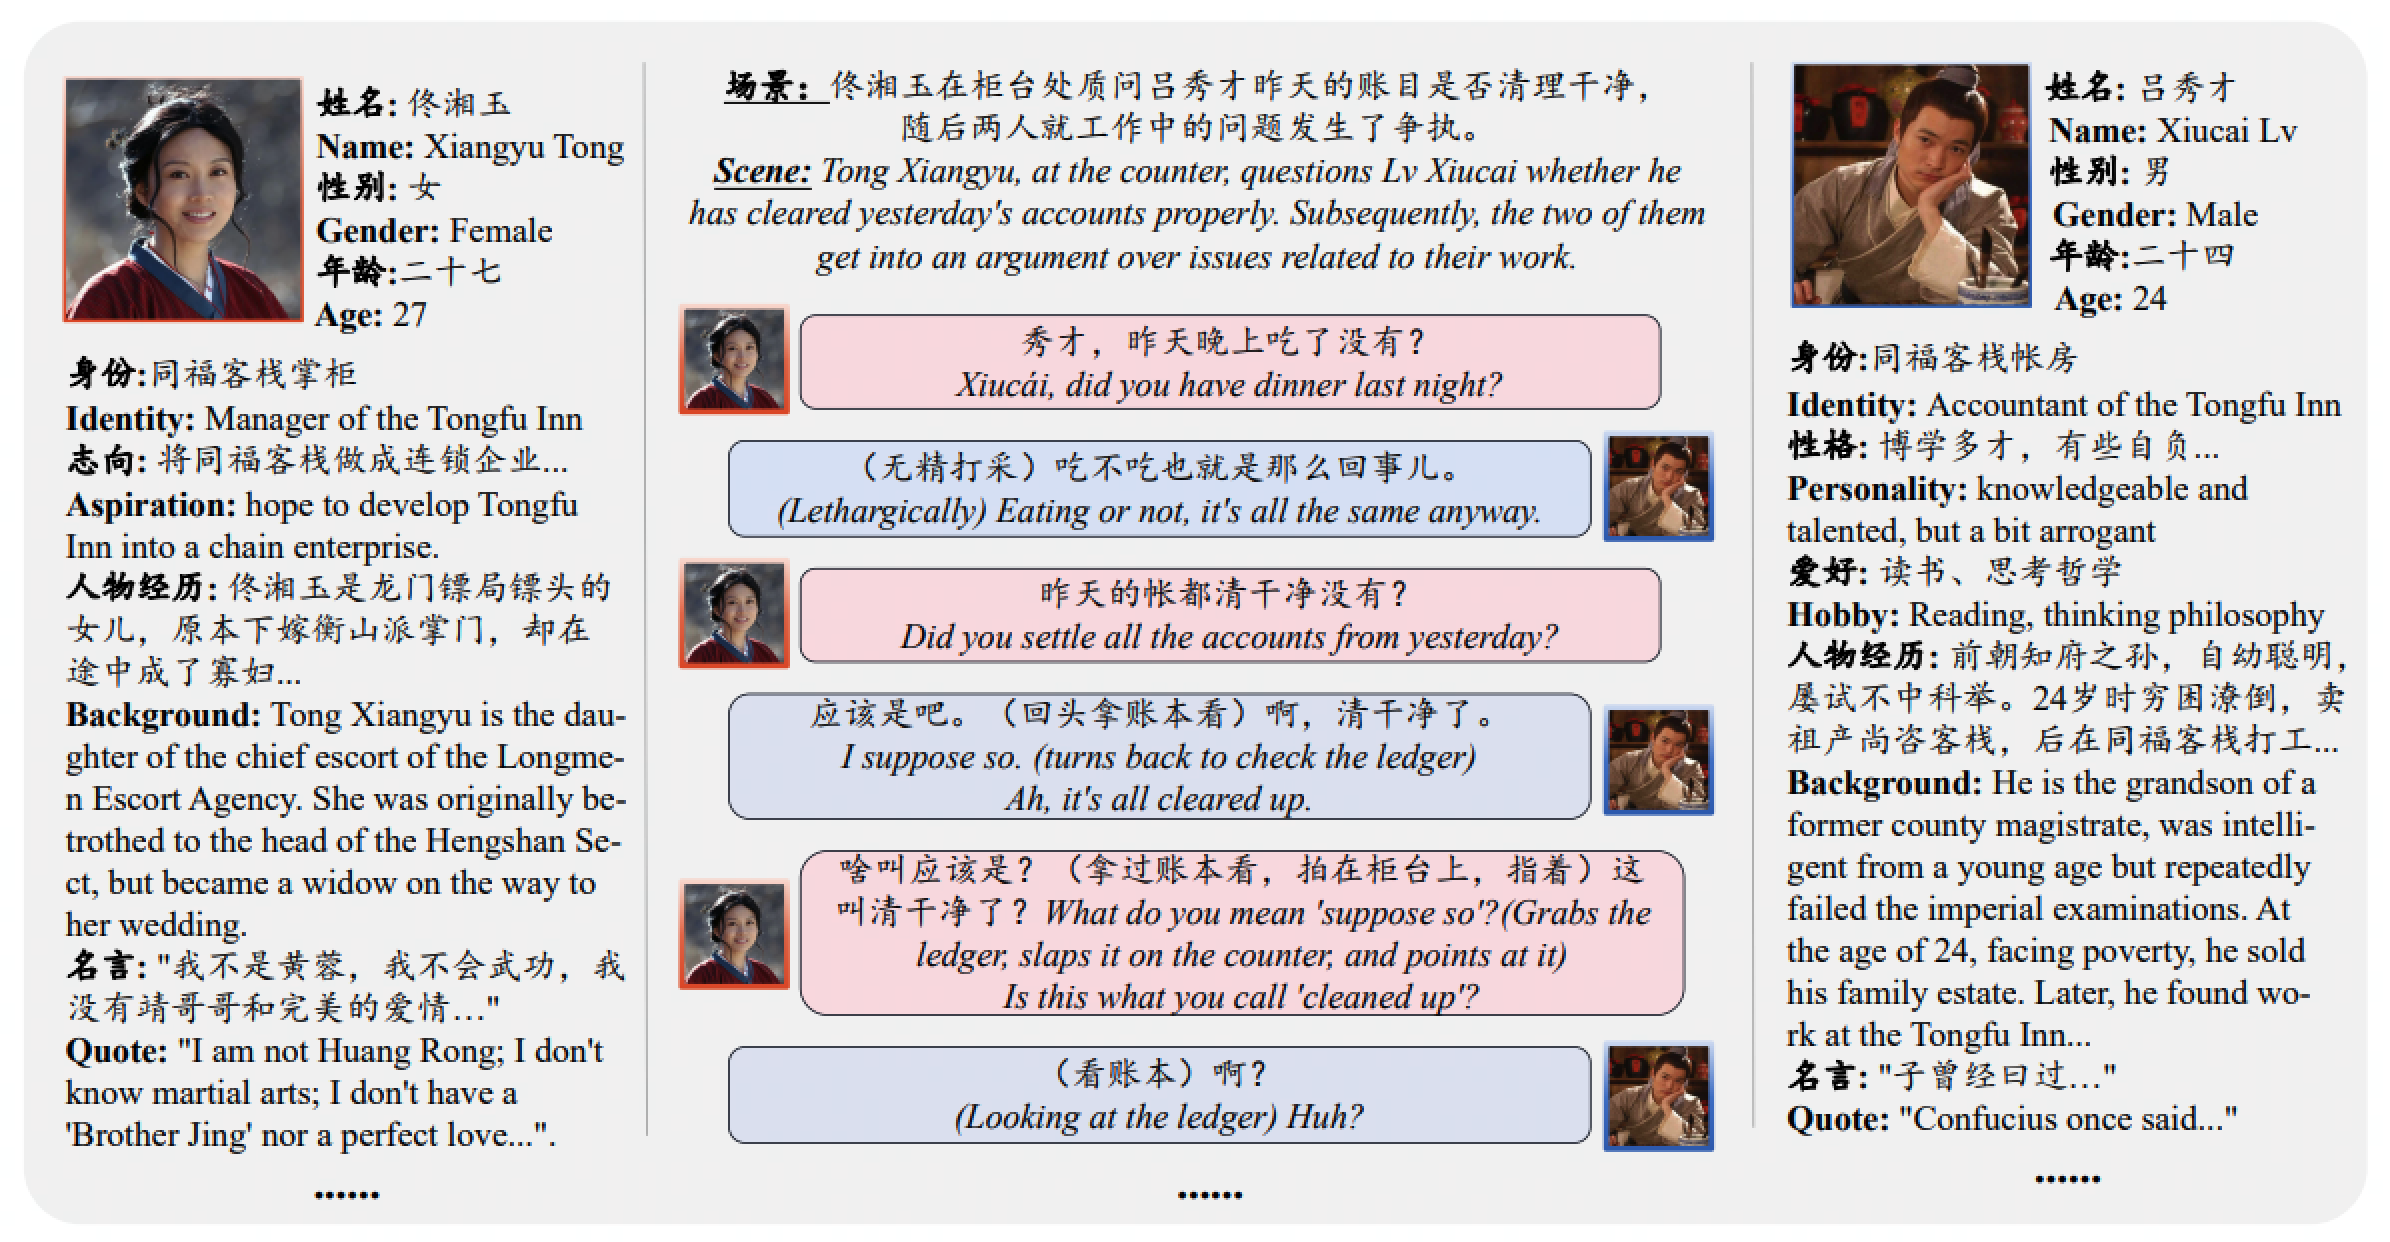 姓名: 佟湘玉
Name: Xiangyu Tong
性别: 女
Gender: Female
年龄:二十七
Age: 27
身份:同福客栈掌柜
Identity: Manager of the Tongfu Inn
志向: 将同福客栈做成连锁企业...
Aspiration: hope to develop Tongfu
Inn into a chain enterprise.
人物经历: 佟湘玉是龙门镖局镖头的
女儿，原本下嫁衡山派掌门，却在
途中成了寡妇...
Background: Tong Xiangyu is the dau-
ghter of the chief escort of the Longme-
n Escort Agency. She was originally be-
trothed to the head of the Hengshan Se-
ct, but became a widow on the way to
her wedding.
名言: "我不是黄蓉，我不会武功，我
没有靖哥哥和完美的爱情..."
Quote: "I am not Huang Rong; I don't
know martial arts; I don't have a
'Brother Jing' nor a perfect love...".
......
场景：佟湘玉在柜台处质问吕秀才昨天的账目是否清理干净，
随后两人就工作中的问题发生了争执。
Scene: Tong Xiangyu, at the counter, questions Lv Xiucai whether he
has cleared yesterday's accounts properly. Subsequently, the two of them
get into an argument over issues related to their work.
秀才，昨天晚上吃了没有？
Xiucái, did you have dinner last night?
（无精打采）吃不吃也就是那么回事儿。
(Lethargically) Eating or not, it's all the same anyway.
昨天的帐都清干净没有？
Did you settle all the accounts from yesterday?
应该是吧。（回头拿账本看）啊，清干净了。
I suppose so. (turns back to check the ledger)
Ah, it's all cleared up.
啥叫应该是？（拿过账本看，拍在柜台上，指着）这
叫清干净了？What do you mean 'suppose so'?(Grabs the
ledger, slaps it on the counter, and points at it)
Is this what you call 'cleaned up'?
（看账本）啊？
(Looking at the ledger) Huh?
......
姓名: 吕秀才
Name: Xiucai Lv
性别: 男
Gender: Male
年龄:二十四
Age: 24
身份:同福客栈帐房
Identity: Accountant of the Tongfu Inn
性格: 博学多才，有些自负...
Personality: knowledgeable and
talented, but a bit arrogant
爱好: 读书、思考哲学
Hobby: Reading, thinking philosophy
人物经历: 前朝知府之孙，自幼聪明，
屡试不中科举。24岁时穷困潦倒，卖
祖产尚咨客栈，后在同福客栈打工...
Background: He is the grandson of a
former county magistrate, was intelli-
gent from a young age but repeatedly
failed the imperial examinations. At
the age of 24, facing poverty, he sold
his family estate. Later, he found wo-
rk at the Tongfu Inn...
名言: "子曾经曰过..."
Quote: "Confucius once said..."
......